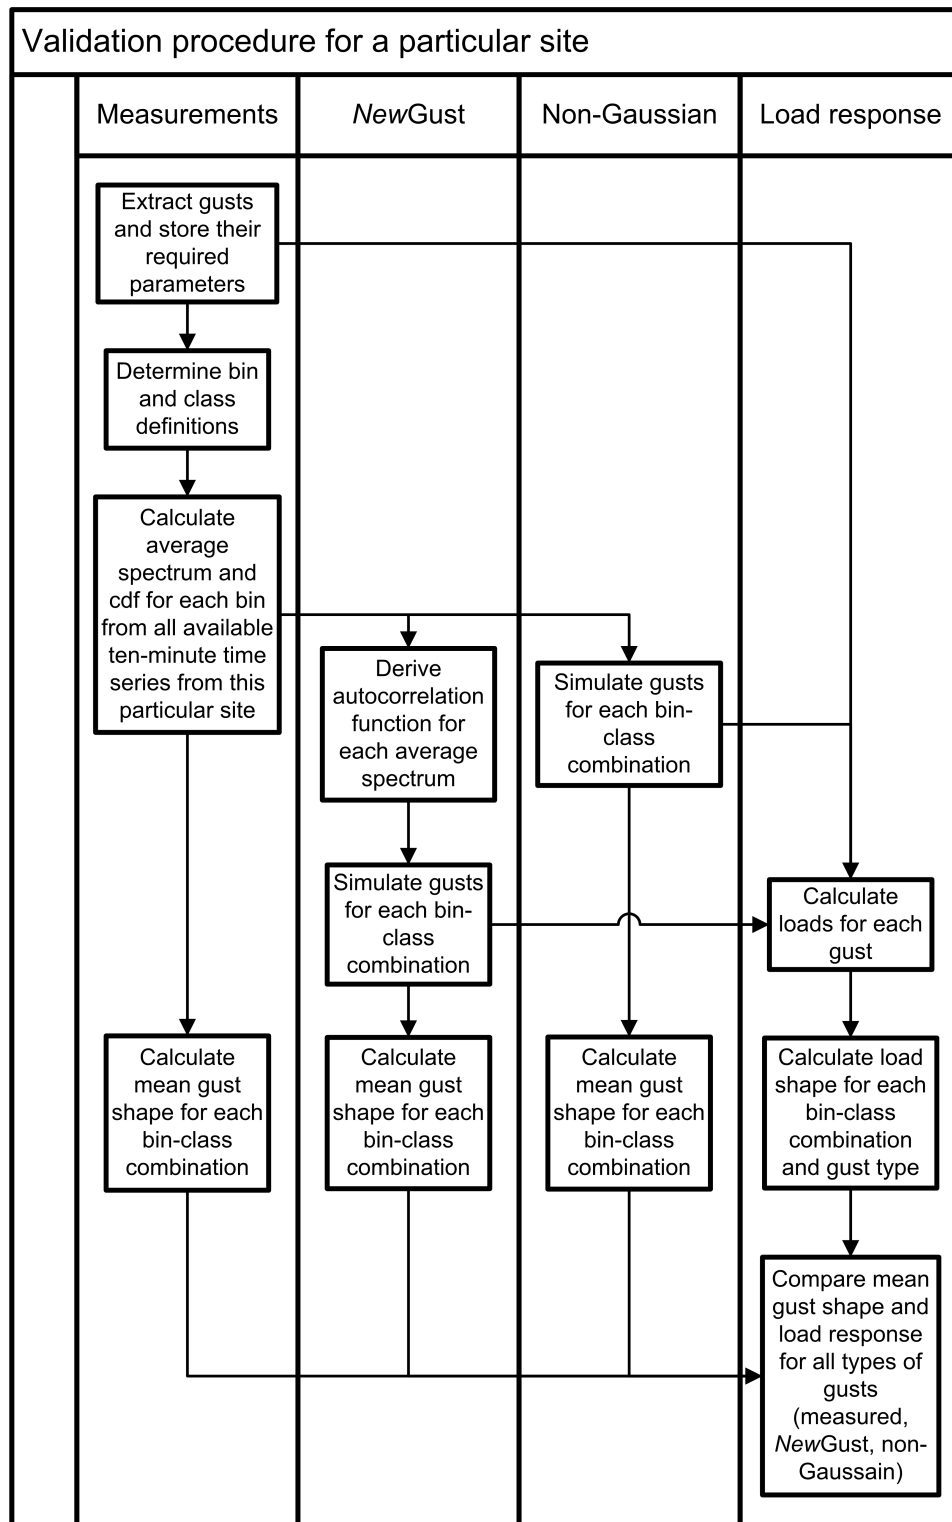 Validation procedure for a particular site
Measurements
NewGust
Non-Gaussian
Load response
Extract gusts
and store their
required
parameters
Determine bin
and class
definitions
Calculate
average
spectrum and
cdf for each bin
from all available
ten-minute time
series from this
particular site
Derive
autocorrelation
function for
each average
spectrum
Simulate gusts
for each bin-
class
combination
Simulate gusts
for each bin-
class
combination
Calculate
loads for each
gust
Calculate
mean gust
shape for each
bin-class
combination
Calculate
mean gust
shape for each
bin-class
combination
Calculate
mean gust
shape for each
bin-class
combination
Calculate load
shape for each
bin-class
combination
and gust type
Compare mean
gust shape and
load response
for all types of
gusts
(measured,
NewGust, non-
Gaussain)